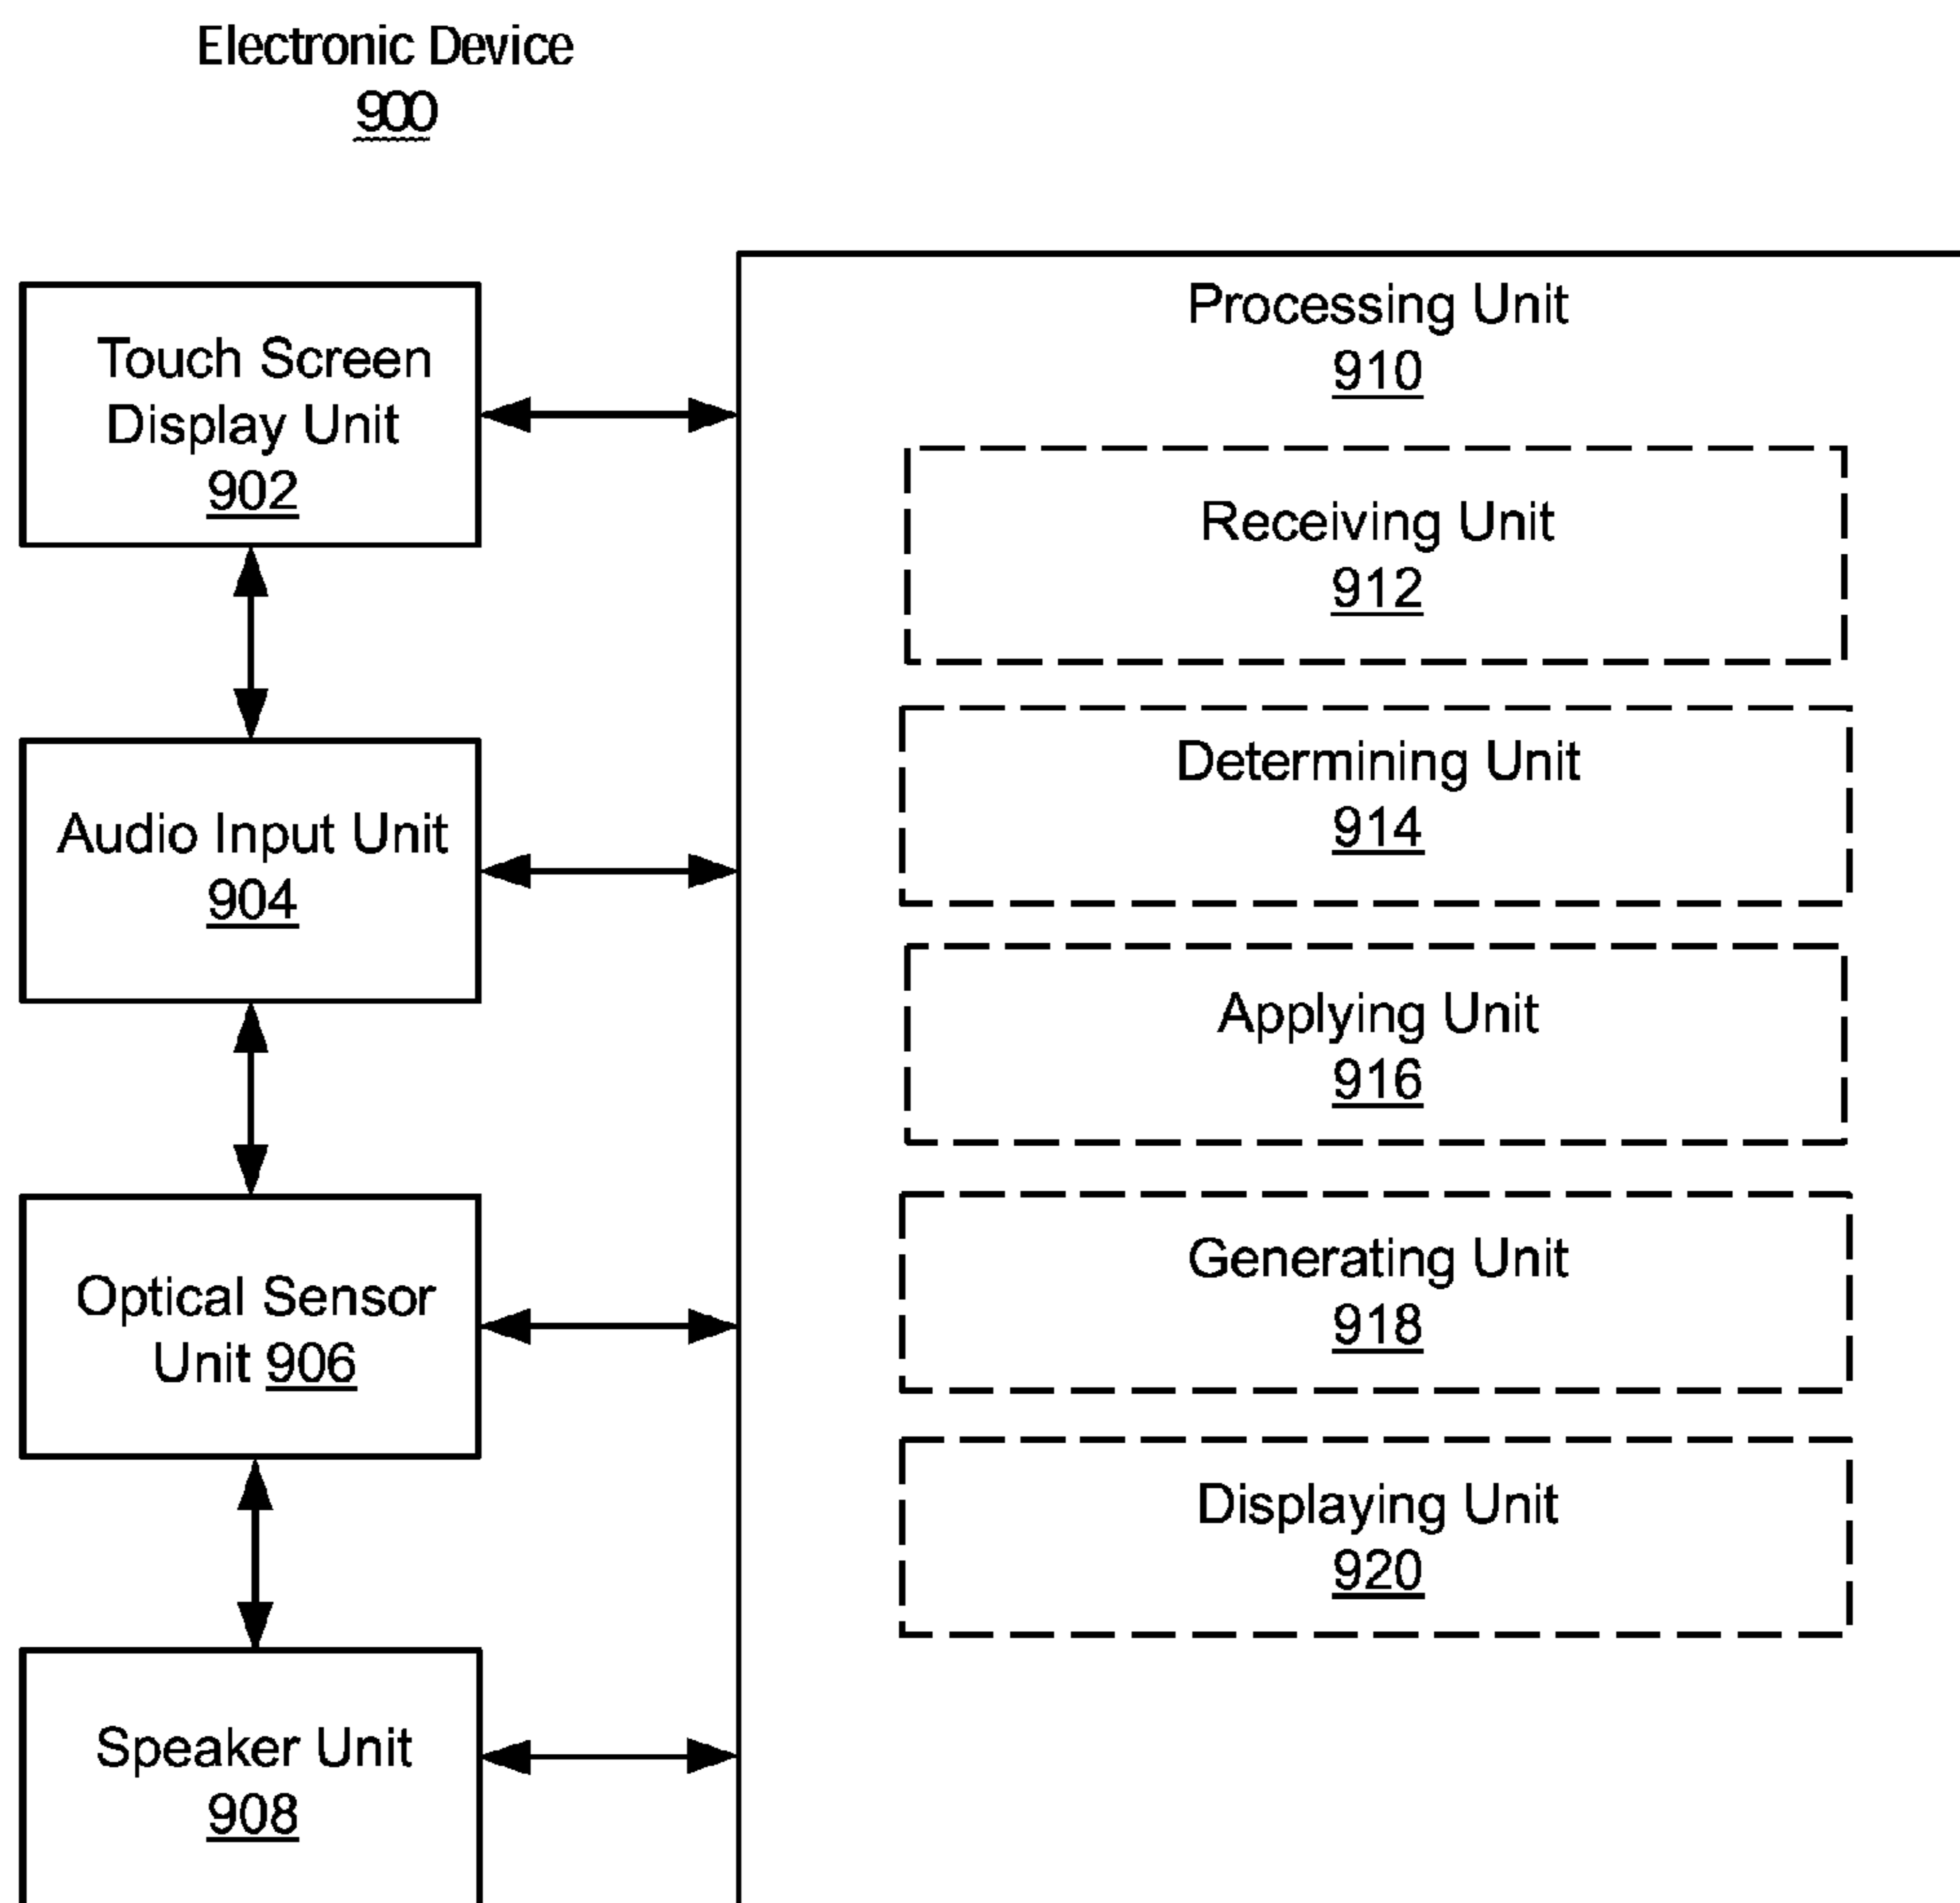 Electronic Device
900
Touch Screen
Display Unit
902
Audio Input Unit
904
Optical Sensor
Unit 906
Speaker Unit
908
Processing Unit
910
Receiving Unit
912
Determining Unit
914
Applying Unit
916
Generating Unit
918
Displaying Unit
920